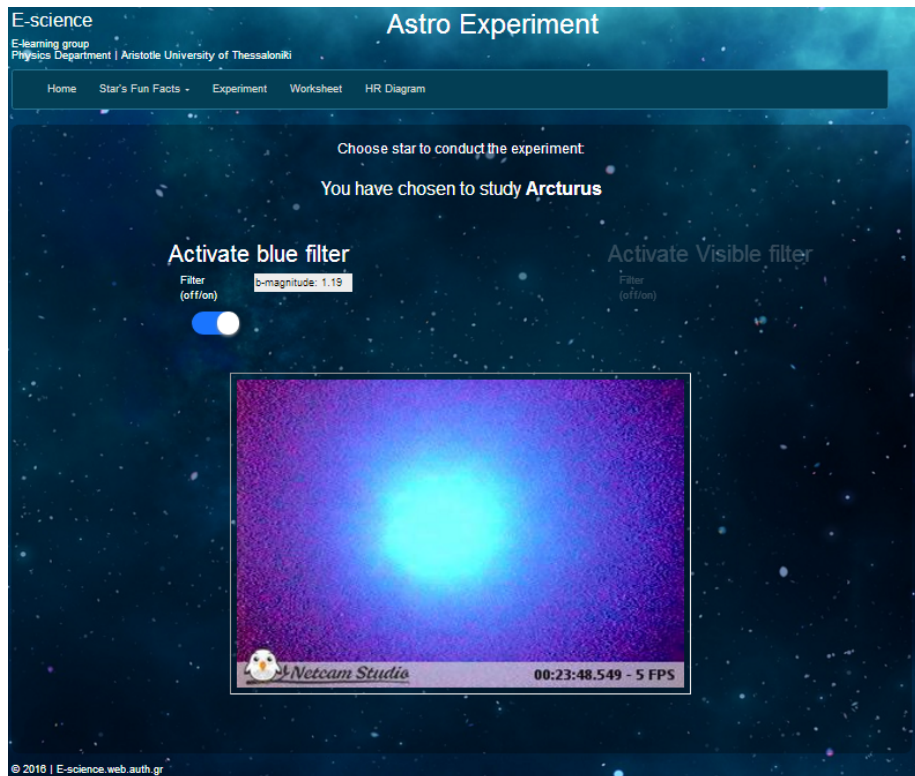 E-science
Astro Experiment
E-learning group
Physics Department | Aristotle University of Thessaloniki
Home Star's Fun Facts Experiment Worksheet HR Diagram
Choose star to conduct the experiment:
You have chosen to study Arcturus
Activate blue filter
Filter
(off/on)
b-magnitude: 1.19
Activate Visible filter
Filter
(off/on)
Netcam Studio
00:23:48.549 - 5 FPS
© 2016 | E-science.web.auth.gr